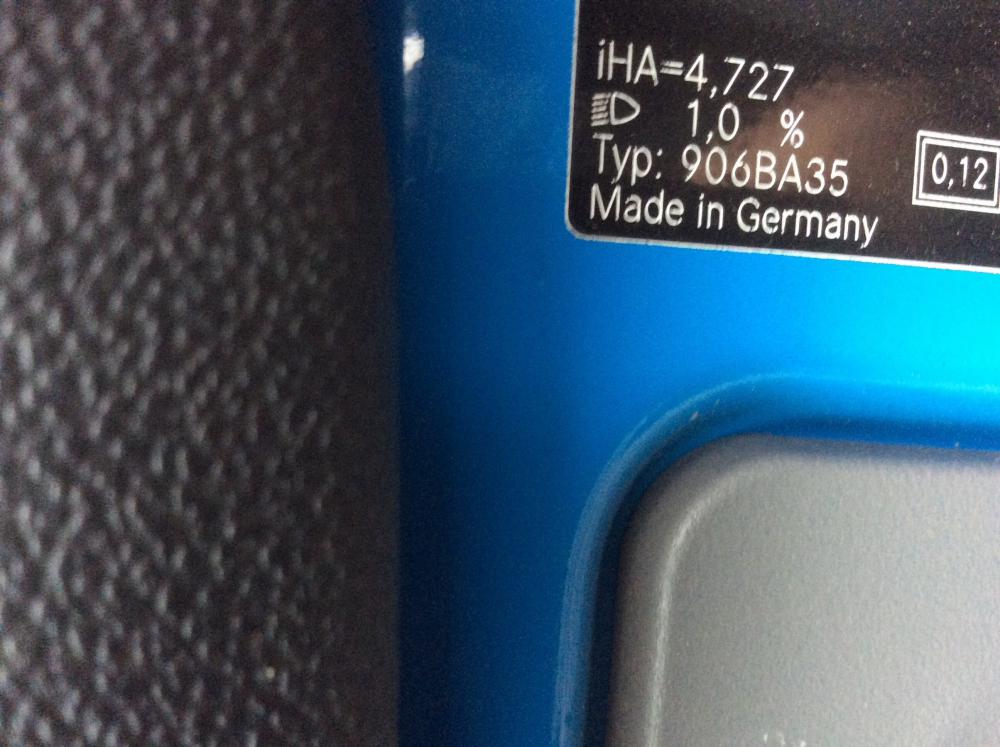 iHA=4,727
1,0 %
Typ: 906BA35
0,12
Made in Germany